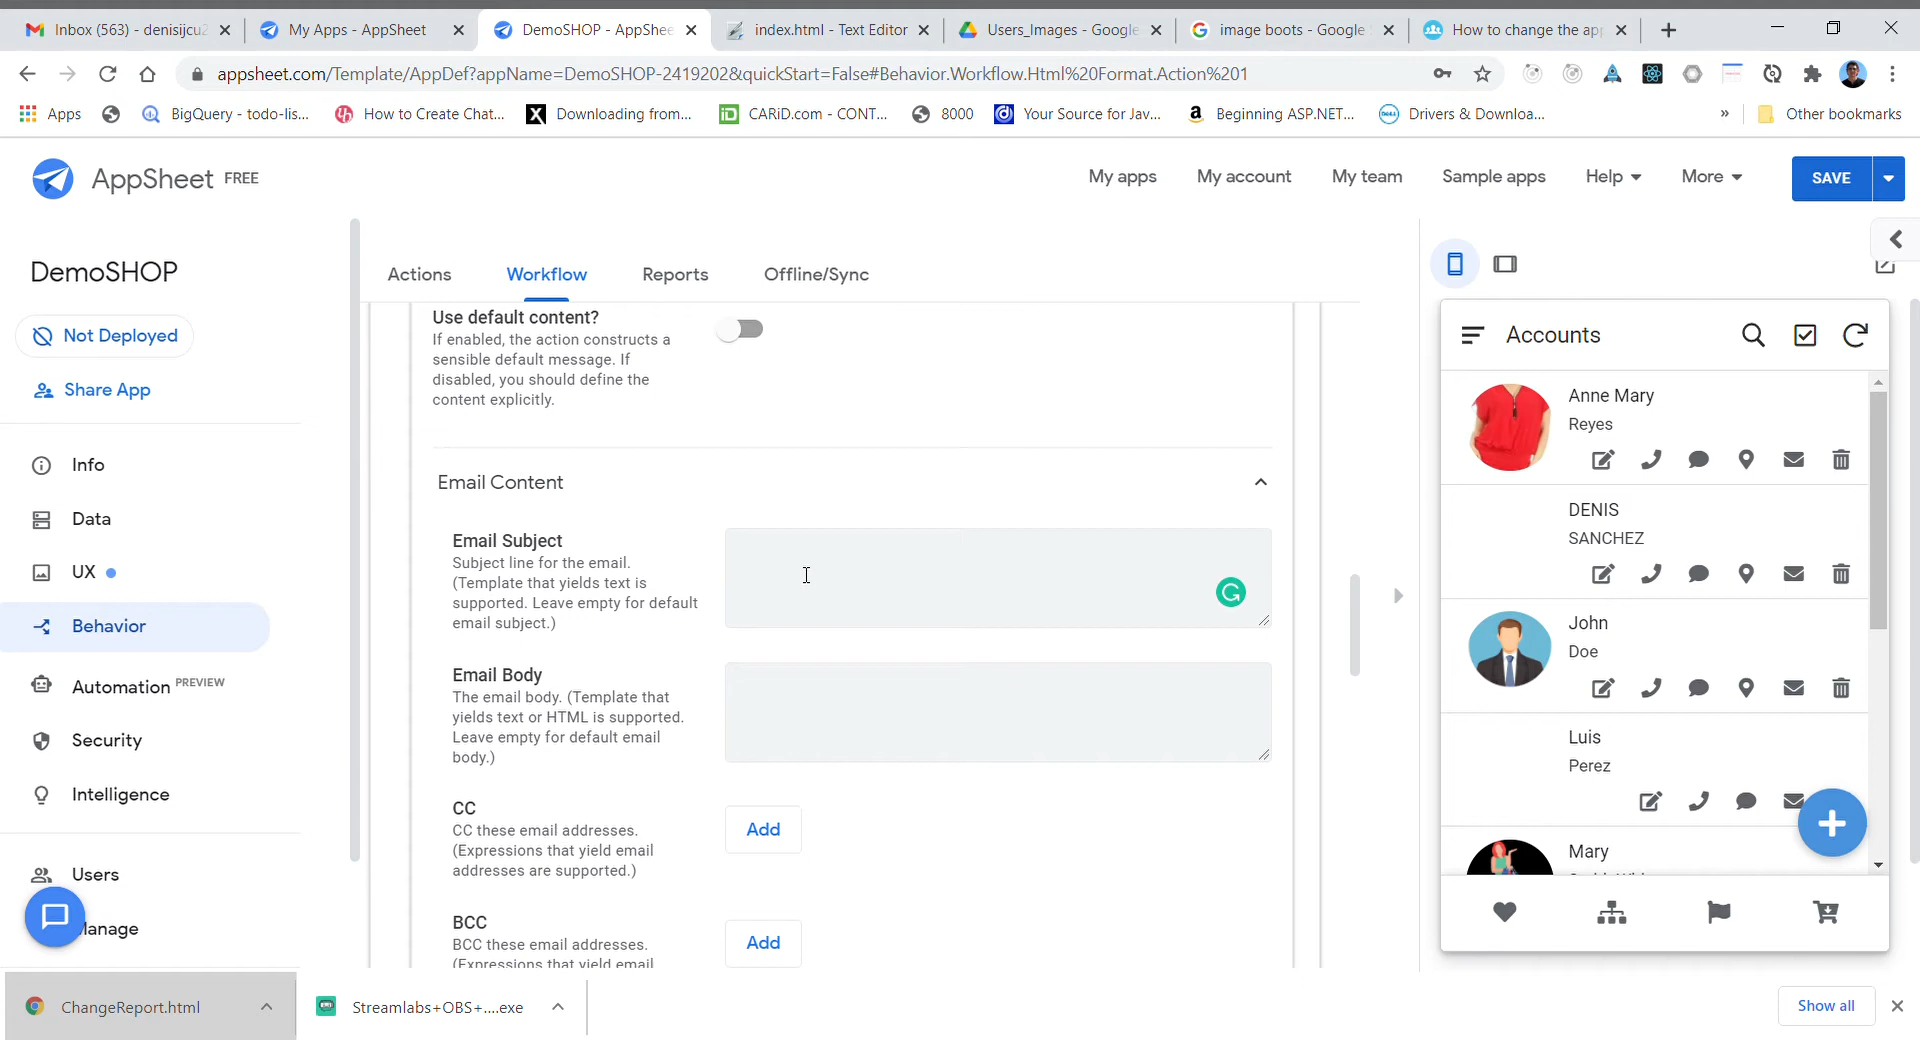 Inbox (563) - denisijcu2
My Apps - AppSheet
DemoSHOP - AppShee
index.html - Text Editor
Users_Images - Google
image boots - Google
How to change the app
appsheet.com/Template/AppDef?appName=DemoSHOP-2419202&quickStart=False#Behavior.Workflow.Html%20Format.Action%201
Apps
BigQuery - todo-lis...
How to Create Chat...
Downloading from...
CARiD.com - CONT...
8000
Your Source for Jav...
Beginning ASP.NET...
Drivers & Downloa...
»
Other bookmarks
AppSheet FREE
My apps
My account
My team
Sample apps
Help
More
SAVE
DemoSHOP
Not Deployed
Share App
Info
Data
UX
Behavior
Automation PREVIEW
Security
Intelligence
Users
Manage
Actions
Workflow
Reports
Offline/Sync
Use default content?
If enabled, the action constructs a
sensible default message. If
disabled, you should define the
content explicitly.
Email Content
Email Subject
Subject line for the email.
(Template that yields text is
supported. Leave empty for default
email subject.)
Email Body
The email body. (Template that
yields text or HTML is supported.
Leave empty for default email
body.)
CC
CC these email addresses.
(Expressions that yield email
addresses are supported.)
Add
BCC
BCC these email addresses.
(Expressions that yield email
Add
Accounts
Anne Mary
Reyes
DENIS
SANCHEZ
John
Doe
Luis
Perez
Mary
ChangeReport.html
Streamlabs+OBS+....exe
Show all